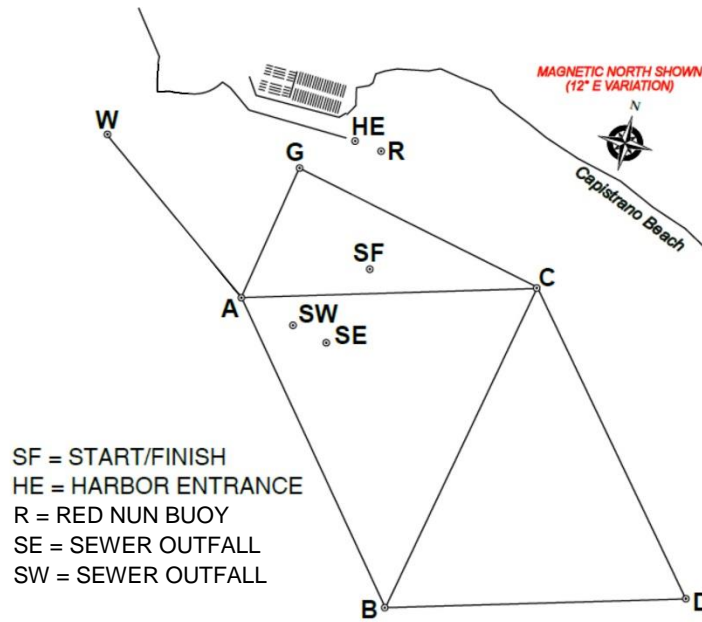 MAGNETIC NORTH SHOWN
(12° E VARIATION)
N
W
HE
R
G
Capistrano Beach
SF
C
A
SW
SE
SF = START/FINISH
HE = HARBOR ENTRANCE
R = RED NUN BUOY
SE = SEWER OUTFALL
SW = SEWER OUTFALL
B
D